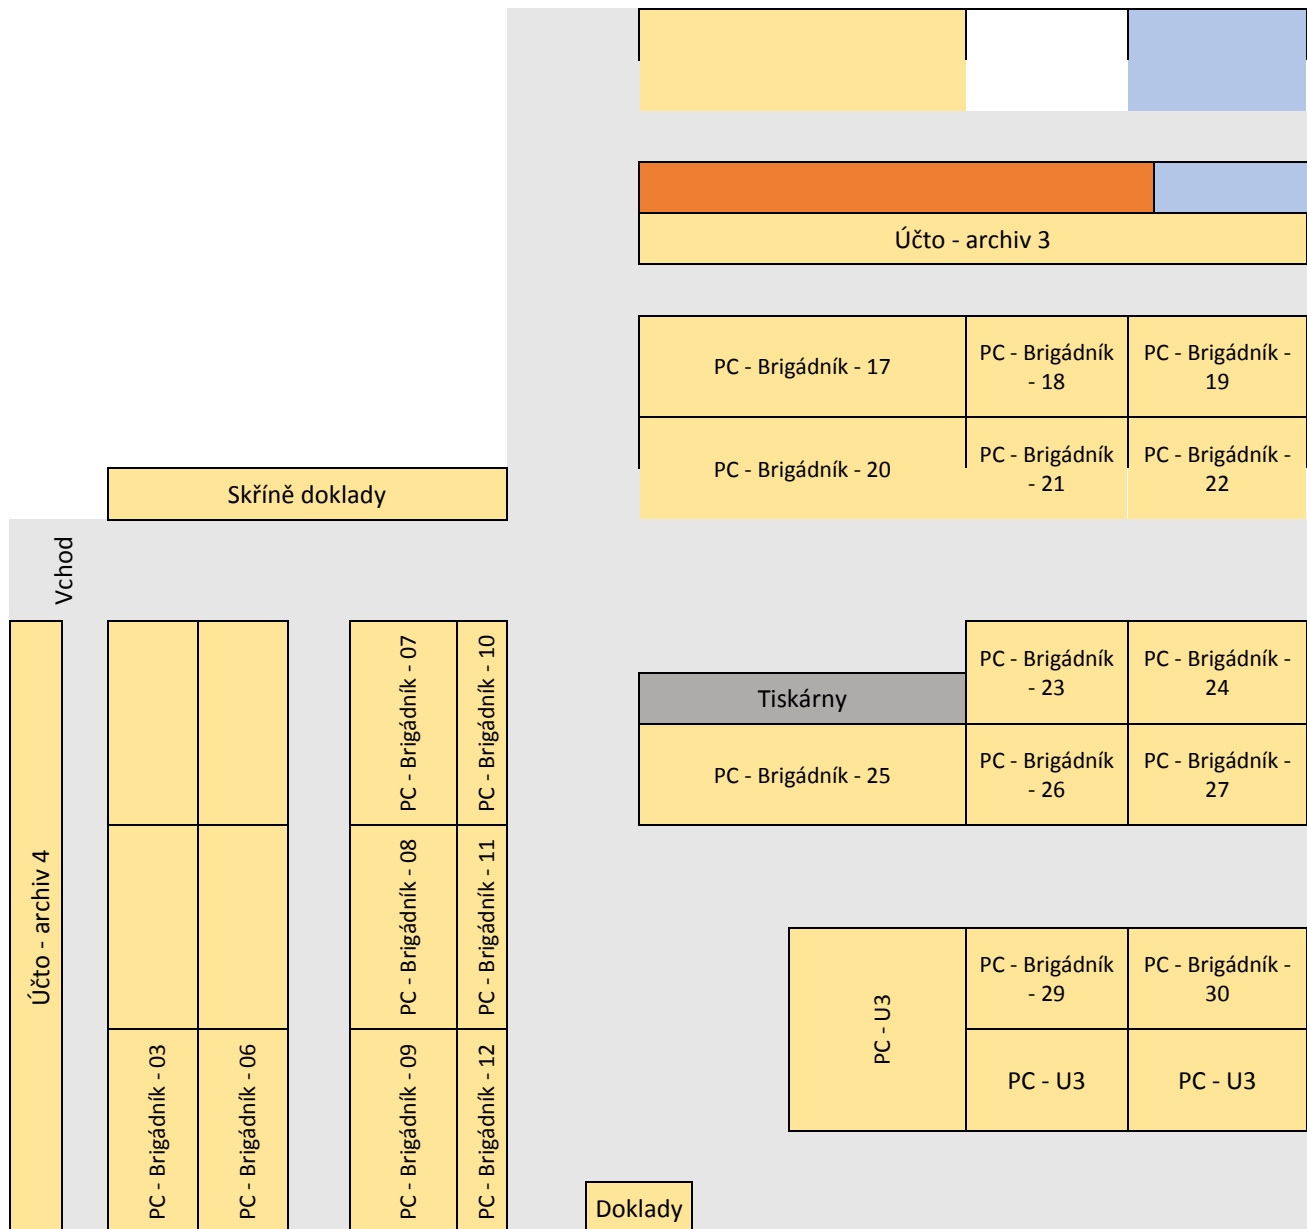 Účto - archiv 3
PC - Brigádník - 17
PC - Brigádník
- 18
PC - Brigádník -
19
PC - Brigádník - 20
PC - Brigádník
- 21
PC - Brigádník -
22
Skříně doklady
Vchod
PC - Brigádník - 07
PC - Brigádník - 10
PC - Brigádník
- 23
PC - Brigádník -
24
Tiskárny
PC - Brigádník - 25
PC - Brigádník
- 26
PC - Brigádník -
27
Účto - archiv 4
PC - Brigádník - 08
PC - Brigádník - 11
PC - U3
PC - Brigádník
- 29
PC - Brigádník -
30
PC - Brigádník - 03
PC - Brigádník - 06
PC - Brigádník - 09
PC - Brigádník - 12
PC - U3
PC - U3
Doklady